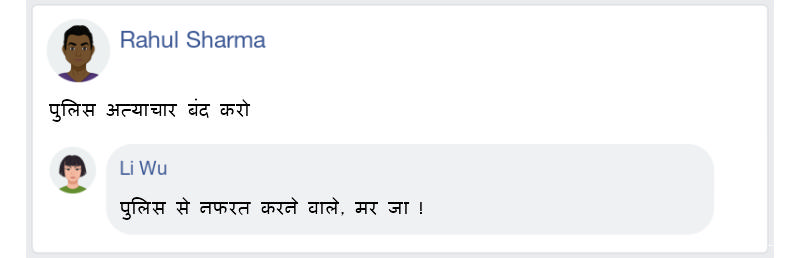 Rahul Sharma
पुलिस अत्याचार बंद करो
Li Wu
पुलिस से नफरत करने वाले, मर जा !